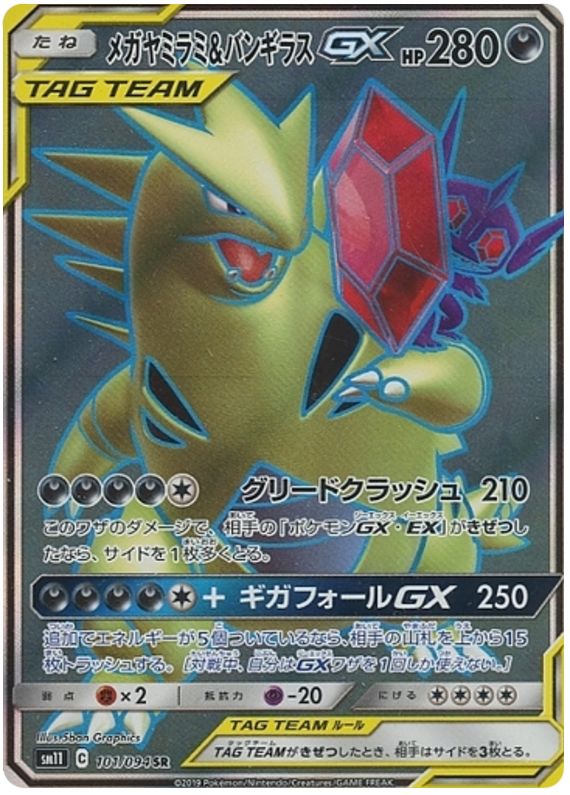 たね メガヤミラミ&バンギラスGX HP280
TAG TEAM
グリードクラッシュ 210
このワザのダメージで、相手の「ポケモンGX・EX」がきぜつし
たなら、サイドを1枚多くとる。
+ ギガフォールGX 250
追加でエネルギーが5個ついているなら、相手の山札を上から15
枚トラッシュする。[対戦中、自分はGXワザを1回しか使えない。]
弱点 ×2 抵抗力 -20 にげる
Illus. 5ban Graphics
TAG TEAM ルール
sm11 C 101/094 SR
TAG TEAMがきぜつしたとき、相手はサイドを3枚とる。
©2019 Pokémon/Nintendo/Creatures/GAME FREAK